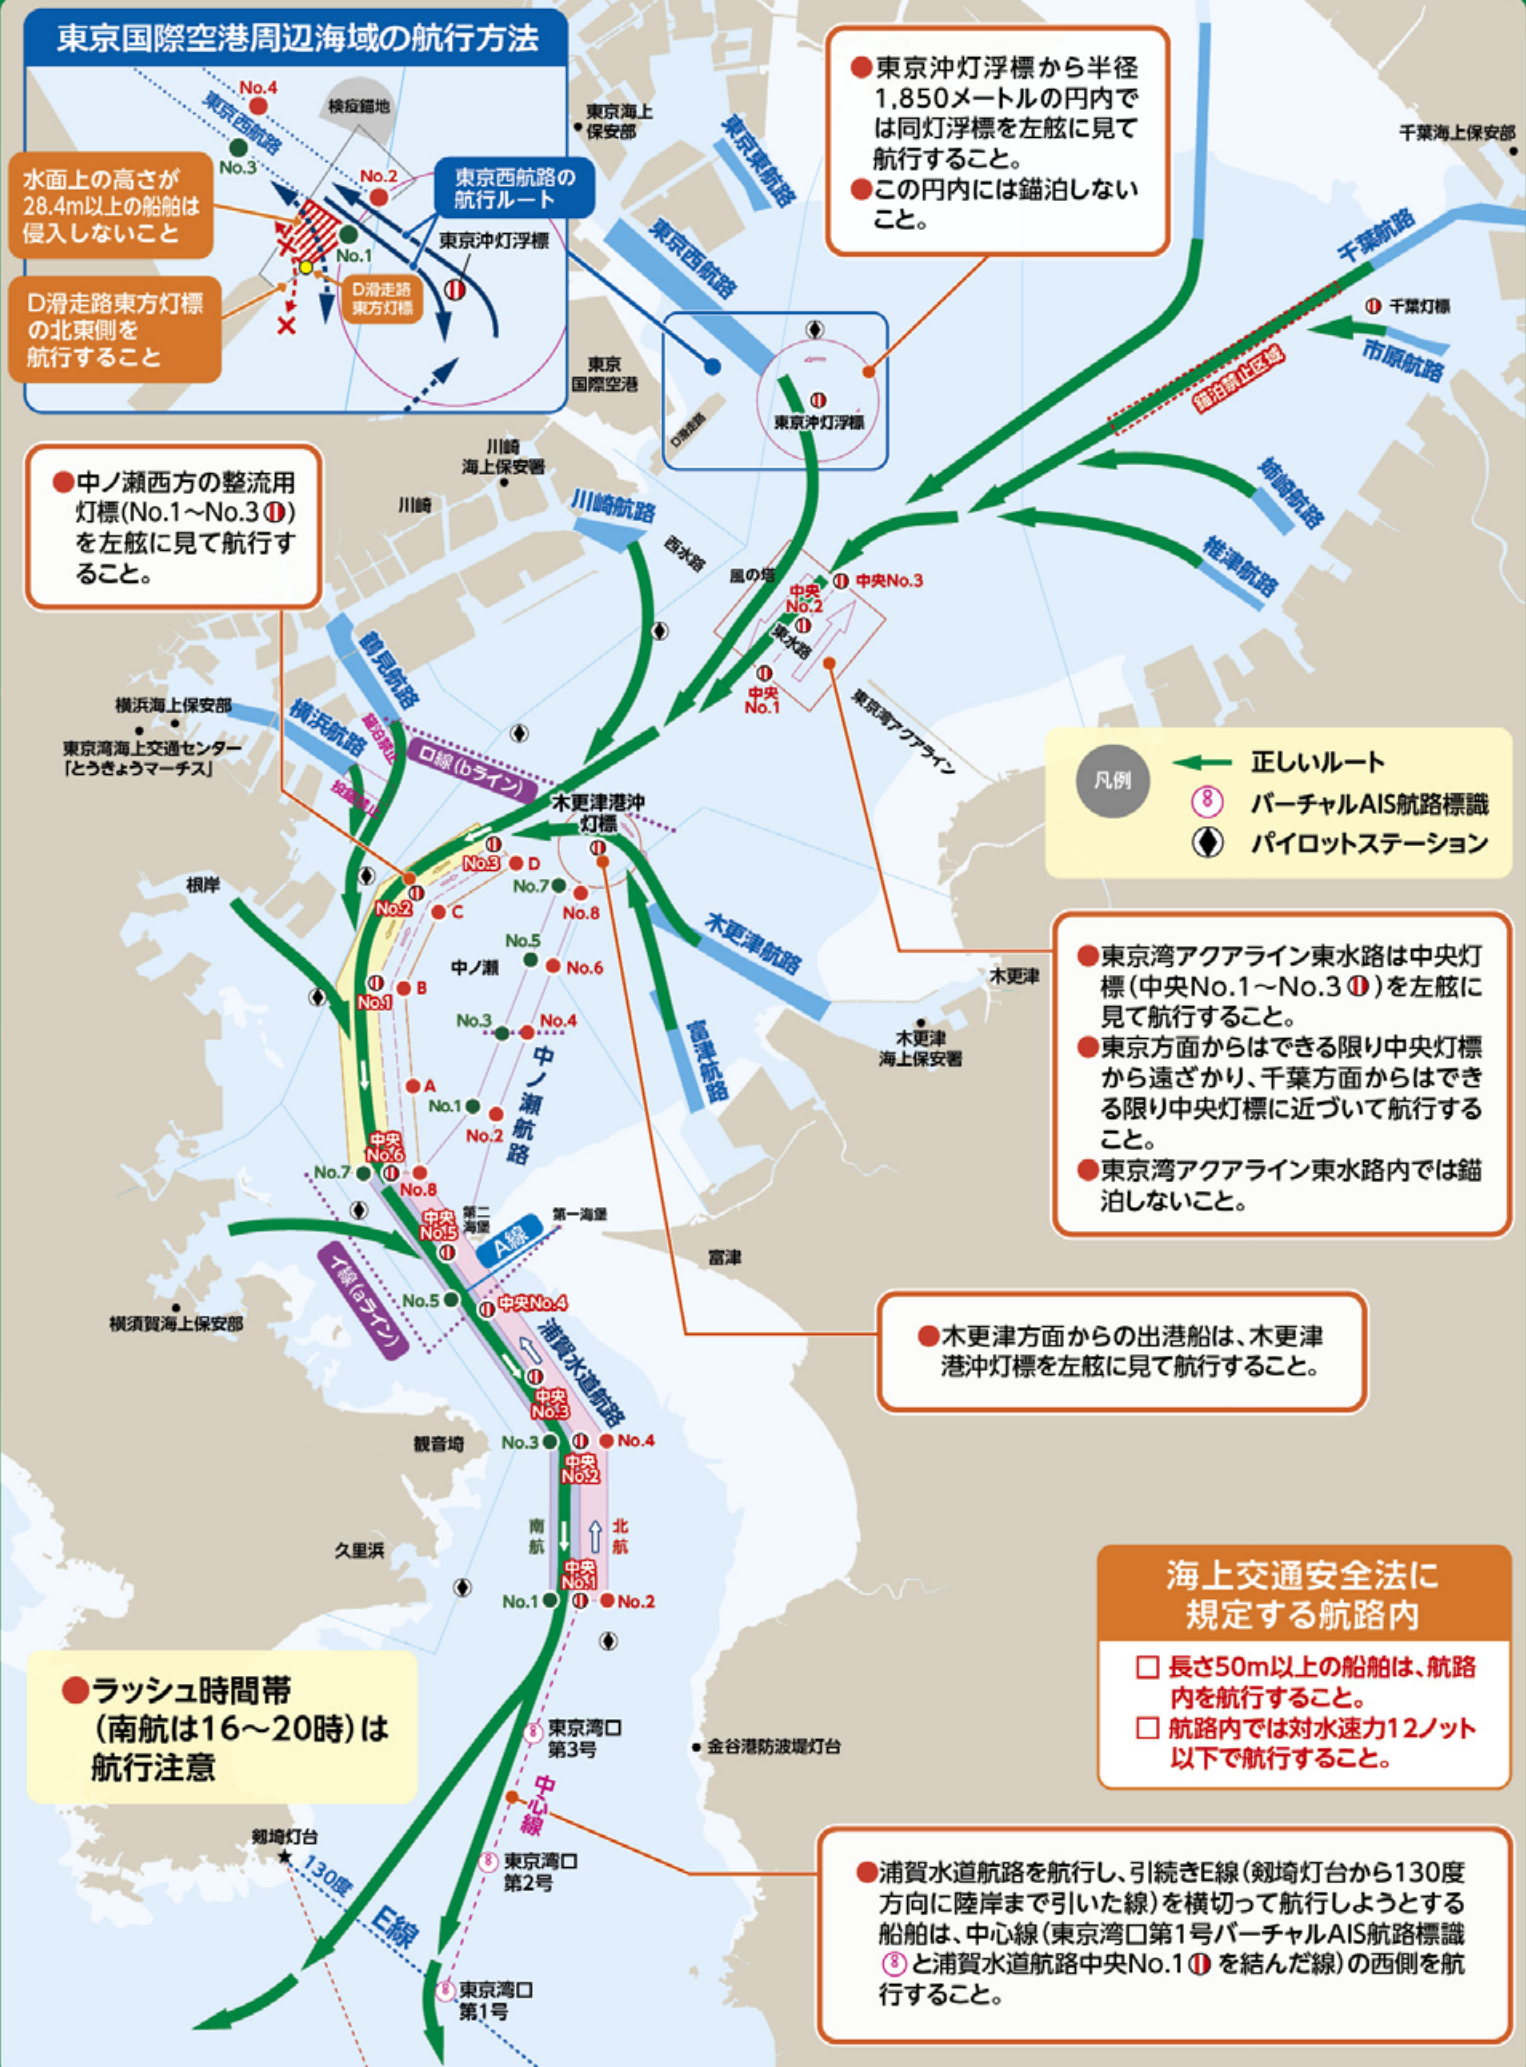 東京国際空港周辺海域の航行方法
No.4
東京西航路
検疫錨地
No.3
No.2
水面上の高さが
28.4m以上の船舶は
侵入しないこと
東京西航路の
航行ルート
東京沖灯浮標
No.1
D滑走路
東方灯標
D滑走路東方灯標
の北東側を
航行すること
東京海上
保安部
東京東航路
東京西航路
●東京沖灯浮標から半径
1,850メートルの円内で
は同灯浮標を左舷に見て
航行すること。
●この円内には錨泊しない
こと。
千葉海上保安部
千葉航路
千葉灯標
市原航路
錨泊禁止区域
東京
国際空港
D滑走路
東京沖灯浮標
川崎
海上保安署
川崎
川崎航路
西水路
姉崎航路
椎津航路
●中ノ瀬西方の整流用
灯標(No.1～No.3)
を左舷に見て航行す
ること。
風の塔
中央
No.2
中央No.3
東水路
中央
No.1
東京湾アクアライン
鶴見航路
横浜海上保安部
東京湾海上交通センター
「とうきょうマーチス」
横浜航路
錨泊禁止
投錨禁止
ロ線(bライン)
木更津港沖
灯標
凡例
正しいルート
バーチャルAIS航路標識
パイロットステーション
根岸
No.3
D
No.2
C
No.7
No.8
No.5
No.6
中ノ瀬
No.1
B
No.3
No.4
A
No.1
No.2
中ノ瀬航路
木更津航路
木更津
木更津
海上保安署
富津航路
●東京湾アクアライン東水路は中央灯
標(中央No.1～No.3)を左舷に
見て航行すること。
●東京方面からはできる限り中央灯標
から遠ざかり、千葉方面からはでき
る限り中央灯標に近づいて航行する
こと。
●東京湾アクアライン東水路内では錨
泊しないこと。
中央
No.6
No.7
No.8
中央
No.5
第二
海堡
第一海堡
A線
富津
イ線(aライン)
No.5
中央No.4
横須賀海上保安部
浦賀水道航路
●木更津方面からの出港船は、木更津
港沖灯標を左舷に見て航行すること。
中央
No.3
観音埼
No.3
No.4
中央
No.2
南航
北航
久里浜
中央
No.1
No.1
No.2
海上交通安全法に
規定する航路内
□ 長さ50m以上の船舶は、航路
内を航行すること。
□ 航路内では対水速力12ノット
以下で航行すること。
●ラッシュ時間帯
(南航は16～20時)は
航行注意
東京湾口
第3号
金谷港防波堤灯台
中心線
剱埼灯台
130度
東京湾口
第2号
E線
東京湾口
第1号
●浦賀水道航路を航行し、引続きE線(剱埼灯台から130度
方向に陸岸まで引いた線)を横切って航行しようとする
船舶は、中心線(東京湾口第1号バーチャルAIS航路標識
と浦賀水道航路中央No.1を結んだ線)の西側を航
行すること。